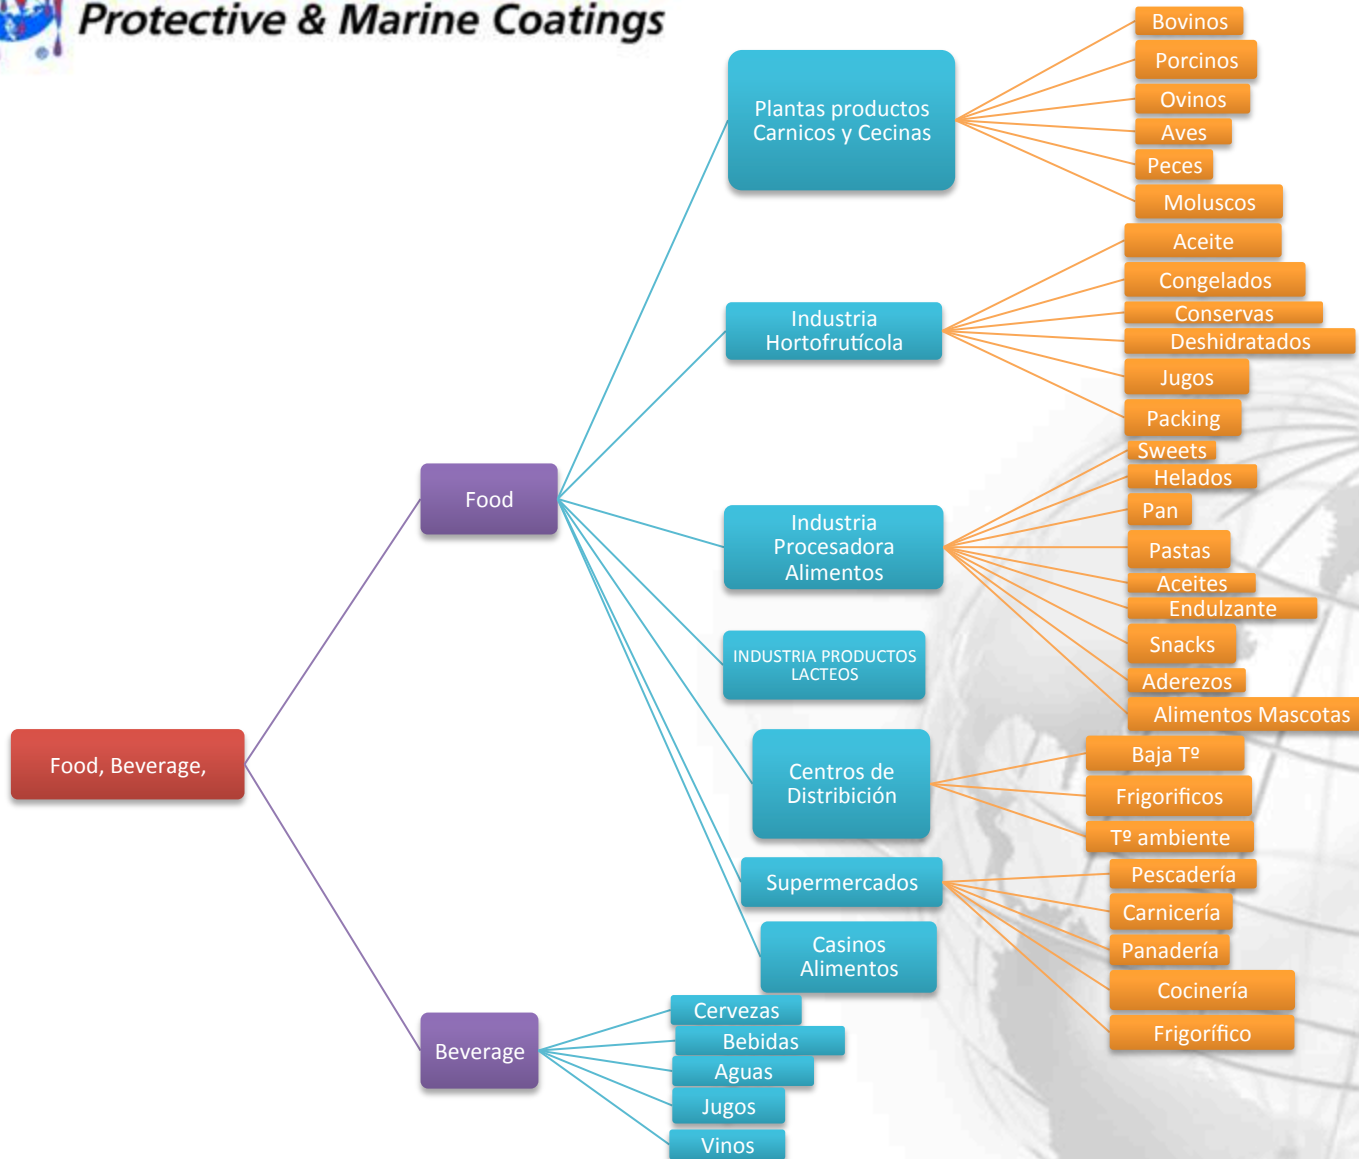 Protective & Marine Coatings
Food, Beverage,
Food
Plantas productos
Carnicos y Cecinas
Bovinos
Porcinos
Ovinos
Aves
Peces
Moluscos
Industria
Hortofrutícola
Aceite
Congelados
Conservas
Deshidratados
Jugos
Packing
Industria
Procesadora
Alimentos
Sweets
Helados
Pan
Pastas
Aceites
Endulzante
Snacks
Aderezos
Alimentos Mascotas
INDUSTRIA PRODUCTOS
LACTEOS
Centros de
Distribición
Baja Tº
Frigorificos
Tº ambiente
Supermercados
Pescadería
Carnicería
Panadería
Cocinería
Frigorífico
Casinos
Alimentos
Beverage
Cervezas
Bebidas
Aguas
Jugos
Vinos